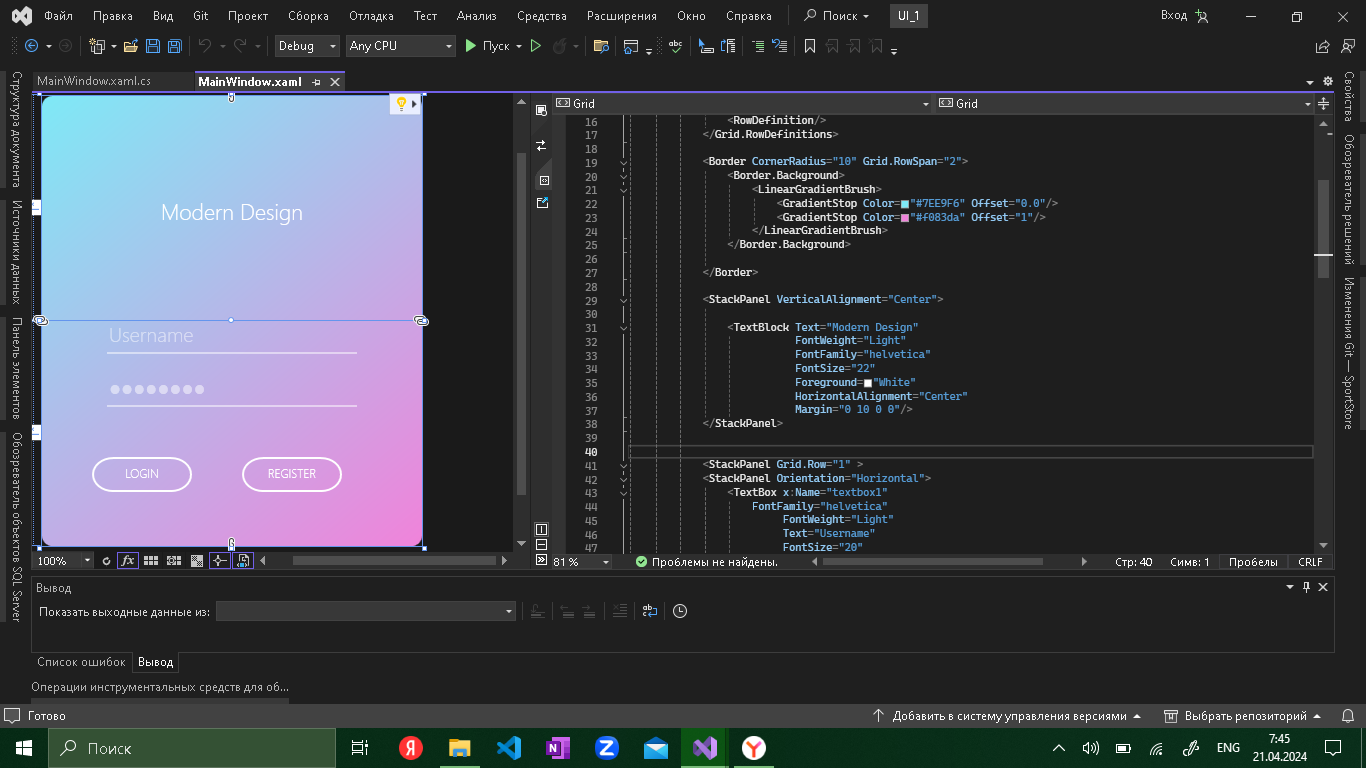 Файл Правка Вид Git Проект Сборка Отладка Тест Анализ Средства Расширения Окно Справка Поиск UI_1 Вход
Debug Any CPU Пуск
MainWindow.xaml.cs MainWindow.xaml
Структура документа
Источники данных
Панель элементов
Обозреватель объектов SQL Server
Modern Design
Username
LOGIN REGISTER
100%
Grid Grid
16 <RowDefinition/>
17 </Grid.RowDefinitions>
18
19 <Border CornerRadius="10" Grid.RowSpan="2">
20 <Border.Background>
21 <LinearGradientBrush>
22 <GradientStop Color="#7EE9F6" Offset="0.0"/>
23 <GradientStop Color="#f083da" Offset="1"/>
24 </LinearGradientBrush>
25 </Border.Background>
26
27 </Border>
28
29 <StackPanel VerticalAlignment="Center">
30
31 <TextBlock Text="Modern Design"
32 FontWeight="Light"
33 FontFamily="helvetica"
34 FontSize="22"
35 Foreground="White"
36 HorizontalAlignment="Center"
37 Margin="0 10 0 0"/>
38 </StackPanel>
39
40
41 <StackPanel Grid.Row="1" >
42 <StackPanel Orientation="Horizontal">
43 <TextBox x:Name="textbox1"
44 FontFamily="helvetica"
45 FontWeight="Light"
46 Text="Username"
47 FontSize="20"
81 % Проблемы не найдены. Стр: 40 Симв: 1 Пробелы CRLF
Свойства
Обозреватель решений
Изменения Git — SportStore
Вывод
Показать выходные данные из:
Список ошибок Вывод
Операции инструментальных средств для об...
Готово Добавить в систему управления версиями Выбрать репозиторий
Поиск ENG 7:45
21.04.2024